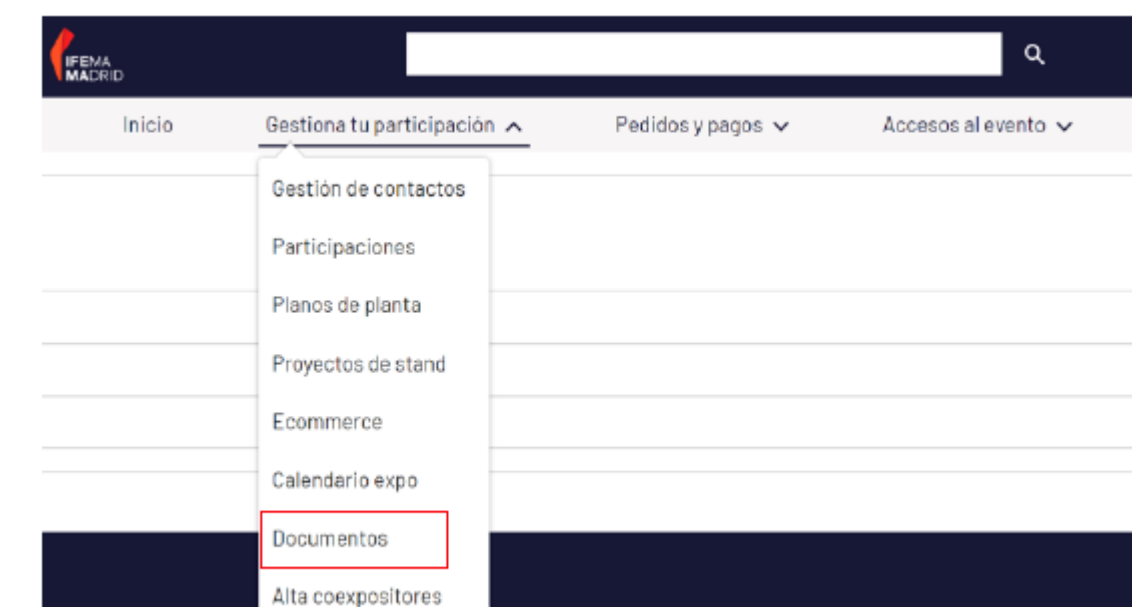 IFEMA
MADRID
Inicio
Gestiona tu participación
Pedidos y pagos
Accesos al evento
Gestión de contactos
Participaciones
Planos de planta
Proyectos de stand
Ecommerce
Calendario expo
Documentos
Alta coexpositores